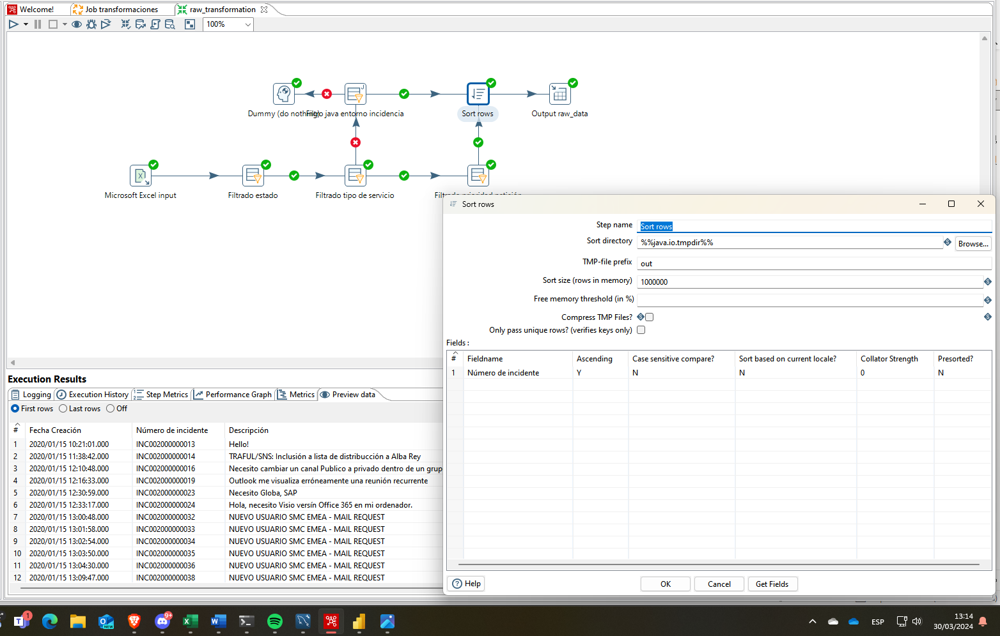 Welcome!
Job transformaciones
raw_transformation
100%
Dummy (do nothing)
Filtro java entorno incidencia
Sort rows
Output raw_data
Microsoft Excel input
Filtrado estado
Filtrado tipo de servicio
Filtrado prioridad petición
Sort rows
Step name
Sort rows
Sort directory
%%java.io.tmpdir%%
Browse...
TMP-file prefix
out
Sort size (rows in memory)
1000000
Free memory threshold (in %)
Compress TMP Files?
Only pass unique rows? (verifies keys only)
Fields :
# Fieldname Ascending Case sensitive compare? Sort based on current locale? Collator Strength Presorted?
1 Número de incidente Y N N 0 N
Help
OK
Cancel
Get Fields
Execution Results
Logging
Execution History
Step Metrics
Performance Graph
Metrics
Preview data
First rows
Last rows
Off
# Fecha Creación Número de incidente Descripción
1 2020/01/15 10:21:01.000 INC002000000013 Hello!
2 2020/01/15 11:38:42.000 INC002000000014 TRAFUL/SNS: Inclusión a lista de distribucción a Alba Rey
3 2020/01/15 12:10:48.000 INC002000000016 Necesito cambiar un canal Publico a privado dentro de un grup
4 2020/01/15 12:16:33.000 INC002000000019 Outlook me visualiza erróneamente una reunión recurrente
5 2020/01/15 12:30:59.000 INC002000000023 Necesito Globa, SAP
6 2020/01/15 12:33:17.000 INC002000000024 Hola, necesito Visio versín Office 365 en mi ordenador.
7 2020/01/15 13:00:48.000 INC002000000032 NUEVO USUARIO SMC EMEA - MAIL REQUEST
8 2020/01/15 13:01:58.000 INC002000000033 NUEVO USUARIO SMC EMEA - MAIL REQUEST
9 2020/01/15 13:02:54.000 INC002000000034 NUEVO USUARIO SMC EMEA - MAIL REQUEST
10 2020/01/15 13:03:50.000 INC002000000035 NUEVO USUARIO SMC EMEA - MAIL REQUEST
11 2020/01/15 13:04:30.000 INC002000000036 NUEVO USUARIO SMC EMEA - MAIL REQUEST
12 2020/01/15 13:09:47.000 INC002000000038 NUEVO USUARIO SMC EMEA - MAIL REQUEST
1
NEW
9+
ESP
13:14
30/03/2024